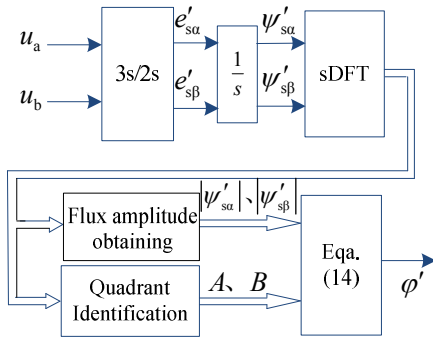 u_a
u_b
3s/2s
e′_sα
e′_sβ
1/s
ψ′_sα
ψ′_sβ
sDFT
Flux amplitude obtaining
|ψ′_sα|、|ψ′_sβ|
Quadrant Identification
A、B
Eqa. (14)
φ′